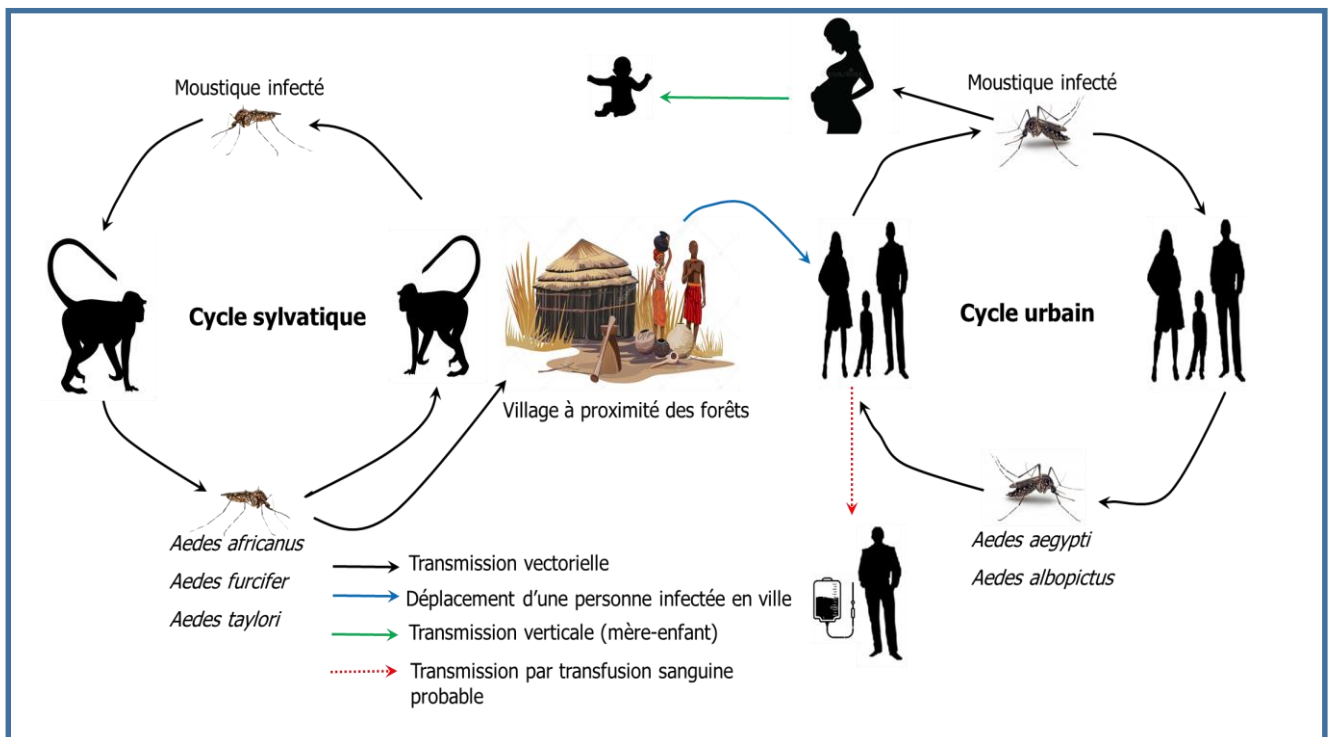 Moustique infecté
Moustique infecté
Cycle sylvatique
Cycle urbain
Village à proximité des forêts
Aedes africanus
Aedes furcifer
Aedes taylori
Aedes aegypti
Aedes albopictus
Transmission vectorielle
Déplacement d'une personne infectée en ville
Transmission verticale (mère-enfant)
Transmission par transfusion sanguine
probable